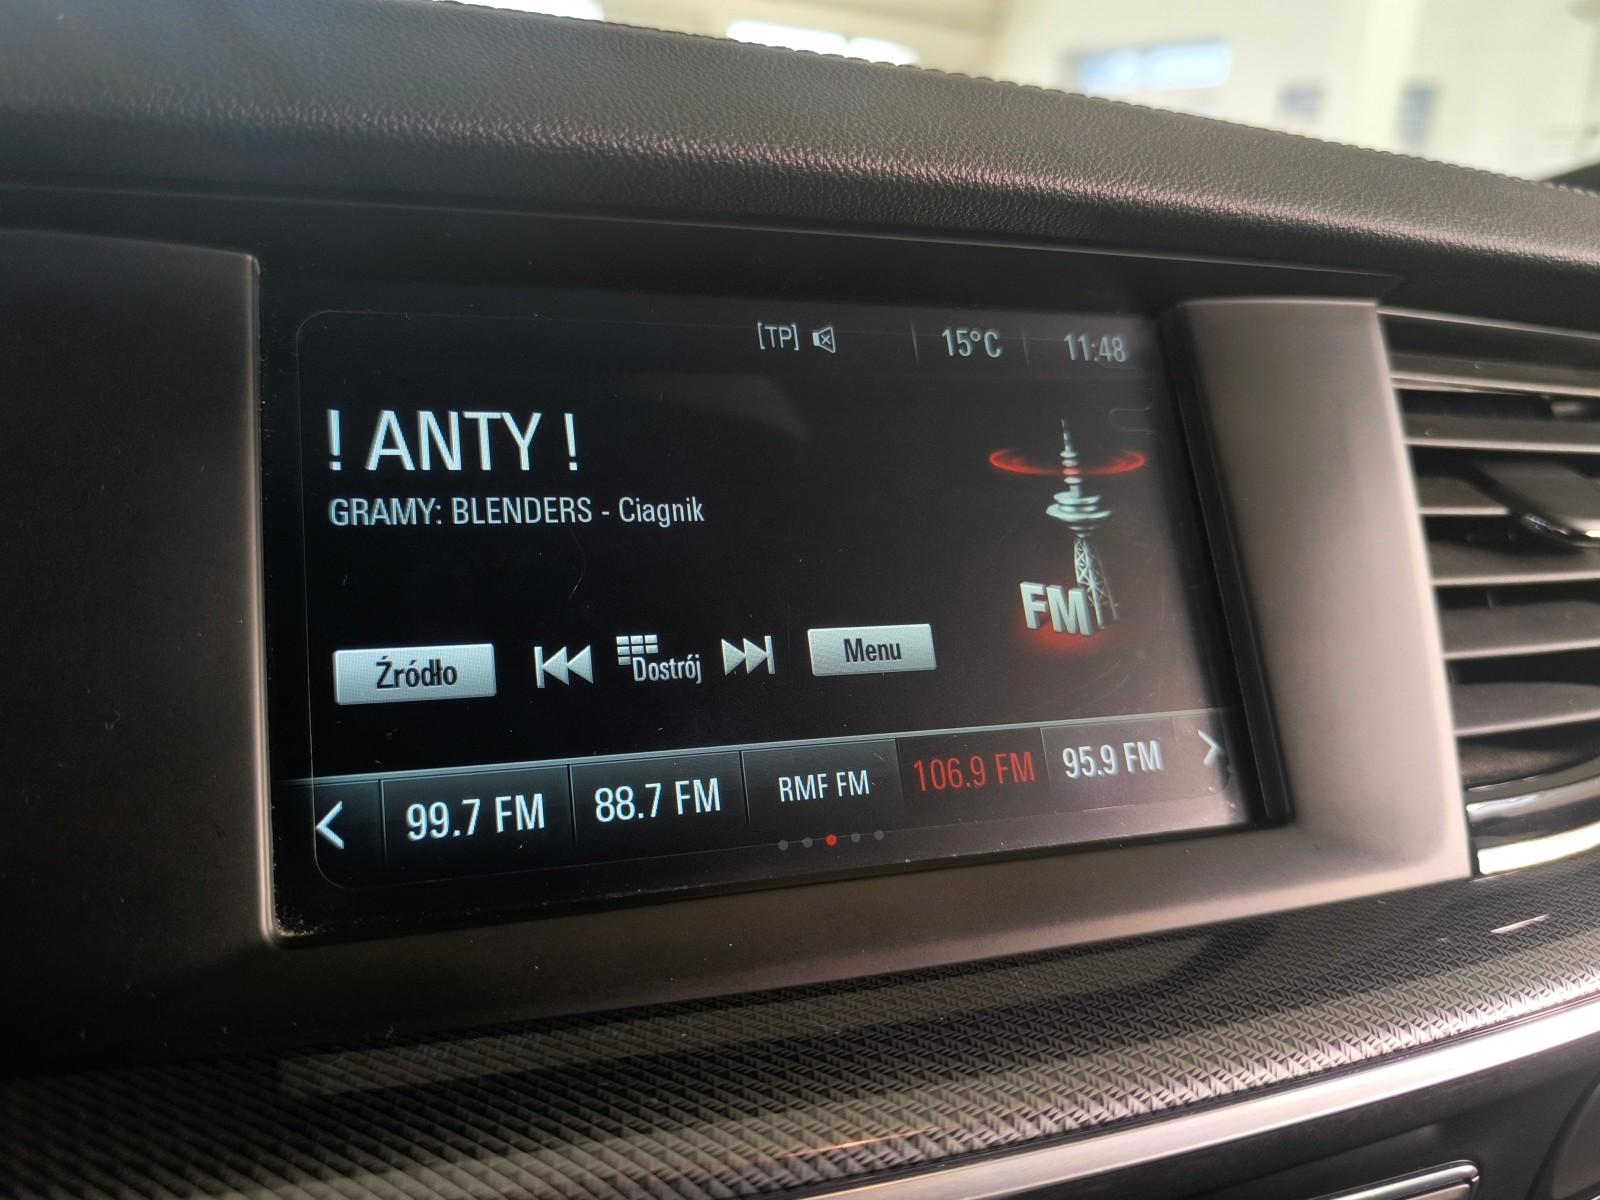 [TP] 15°C 11:48
! ANTY !
GRAMY: BLENDERS - Ciagnik
FM
Źródło Dostrój Menu
99.7 FM 88.7 FM RMF FM 106.9 FM 95.9 FM